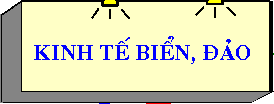 KINH TẾ BIỂN, ĐẢO